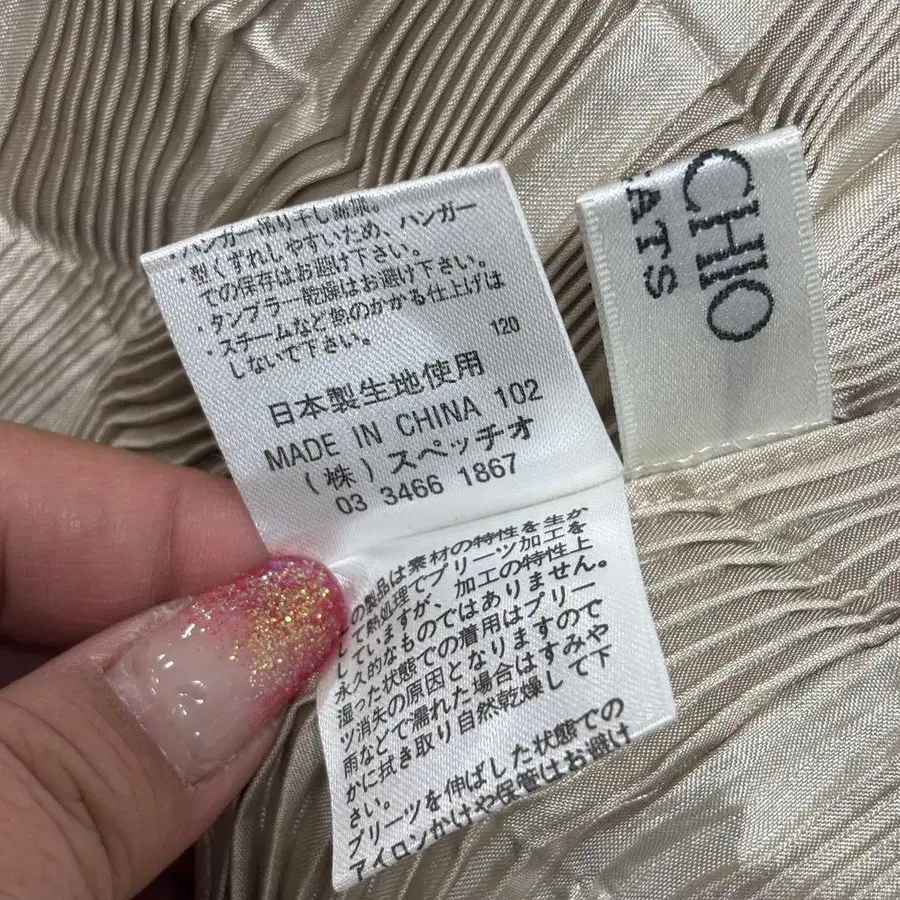 ・ハンガー吊り干し
・型くずれしやすいため、ハンガー
での保存はお避け下さい。
・タンブラー乾燥はお避け下さい。
・スチームなど熱のかかる仕上げは
しないで下さい。
120
日本製生地使用
MADE IN CHINA 102
(株)スペッチオ
03 3466 1867
この製品は素材の特性を生か
して熱処理でプリーツ加工を
していますが、加工の特性上
永久的なものではありません。
湿った状態での着用はプリー
ツ消失の原因となりますので
雨などで濡れた場合はすみや
かに拭き取り自然乾燥して下
さい。
プリーツを伸ばした状態での
アイロンかけや保管はお避け
CHIO
ATS